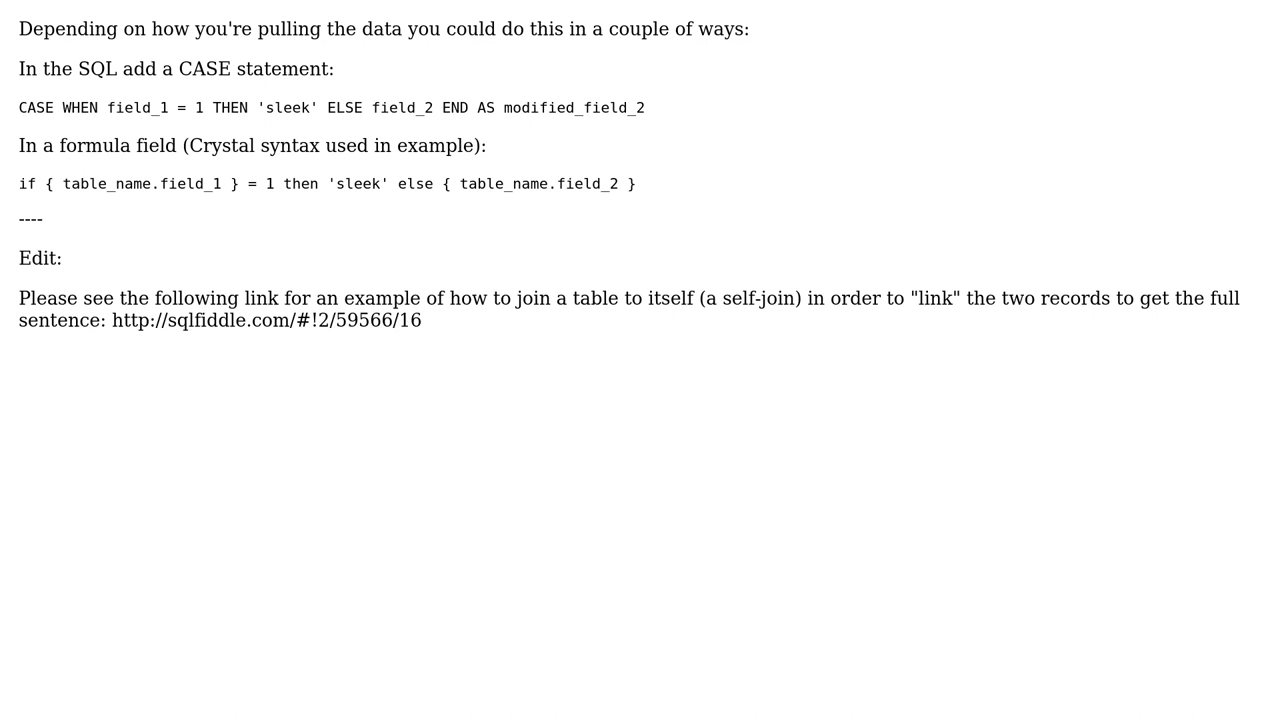 Depending on how you're pulling the data you could do this in a couple of ways:
In the SQL add a CASE statement:
CASE WHEN field_1 = 1 THEN 'sleek' ELSE field_2 END AS modified_field_2
In a formula field (Crystal syntax used in example):
if { table_name.field_1 } = 1 then 'sleek' else { table_name.field_2 }
----
Edit:
Please see the following link for an example of how to join a table to itself (a self-join) in order to "link" the two records to get the full
sentence: http://sqlfiddle.com/#!2/59566/16